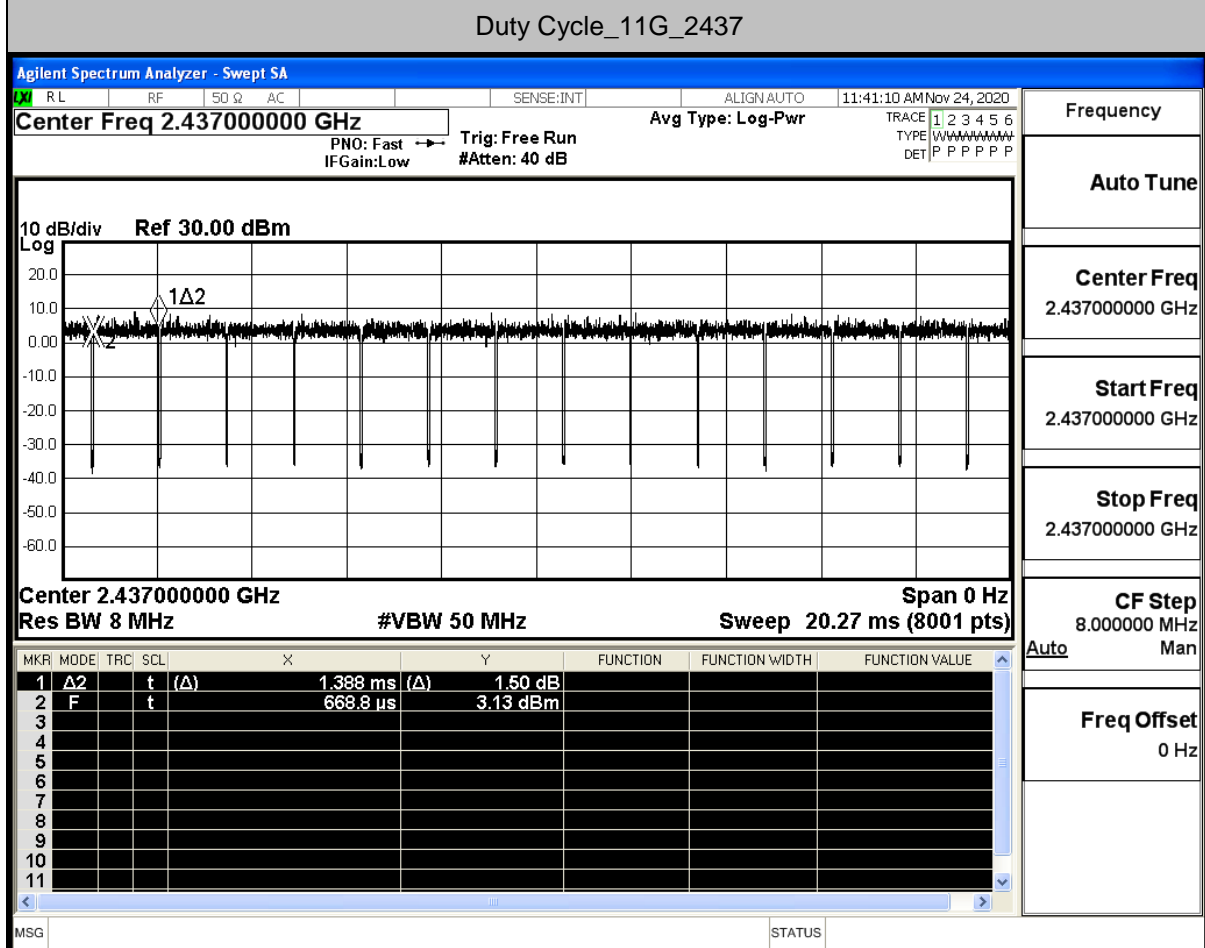 Duty Cycle_11G_2437
Agilent Spectrum Analyzer - Swept SA
LXI RL RF 50 Ω AC SENSE:INT ALIGNAUTO 11:41:10 AM Nov 24, 2020
Center Freq 2.437000000 GHz
PNO: Fast
IFGain:Low
Trig: Free Run
#Atten: 40 dB
Avg Type: Log-Pwr
TRACE 1 2 3 4 5 6
TYPE WWWWWW
DET P P P P P P
10 dB/div Ref 30.00 dBm
Log
20.0
10.0
0.00
-10.0
-20.0
-30.0
-40.0
-50.0
-60.0
1Δ2
2
Center 2.437000000 GHz Span 0 Hz
Res BW 8 MHz #VBW 50 MHz Sweep 20.27 ms (8001 pts)
MKR MODE TRC SCL X Y FUNCTION FUNCTION WIDTH FUNCTION VALUE
1 Δ2 t (Δ) 1.388 ms (Δ) 1.50 dB
2 F t 668.8 µs 3.13 dBm
3
4
5
6
7
8
9
10
11
MSG STATUS
Frequency
Auto Tune
Center Freq
2.437000000 GHz
Start Freq
2.437000000 GHz
Stop Freq
2.437000000 GHz
CF Step
8.000000 MHz
Auto Man
Freq Offset
0 Hz